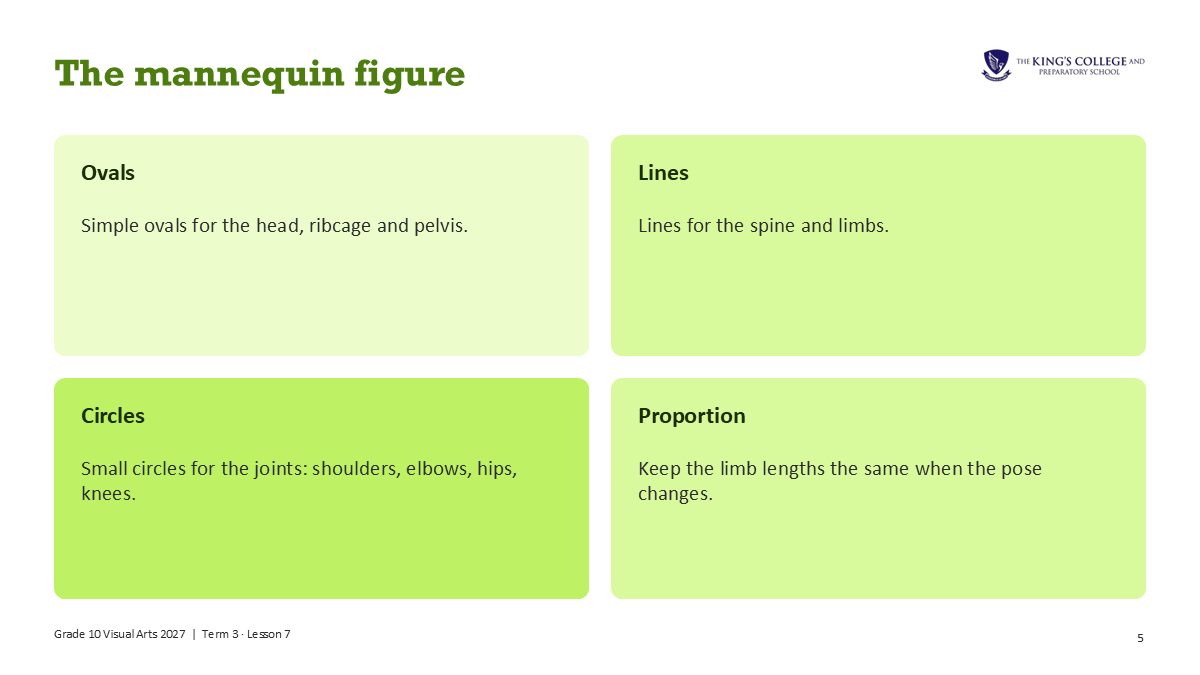 The mannequin figure
THE KING'S COLLEGE AND
PREPARATORY SCHOOL
Ovals
Simple ovals for the head, ribcage and pelvis.
Lines
Lines for the spine and limbs.
Circles
Small circles for the joints: shoulders, elbows, hips,
knees.
Proportion
Keep the limb lengths the same when the pose
changes.
Grade 10 Visual Arts 2027 | Term 3 · Lesson 7
5